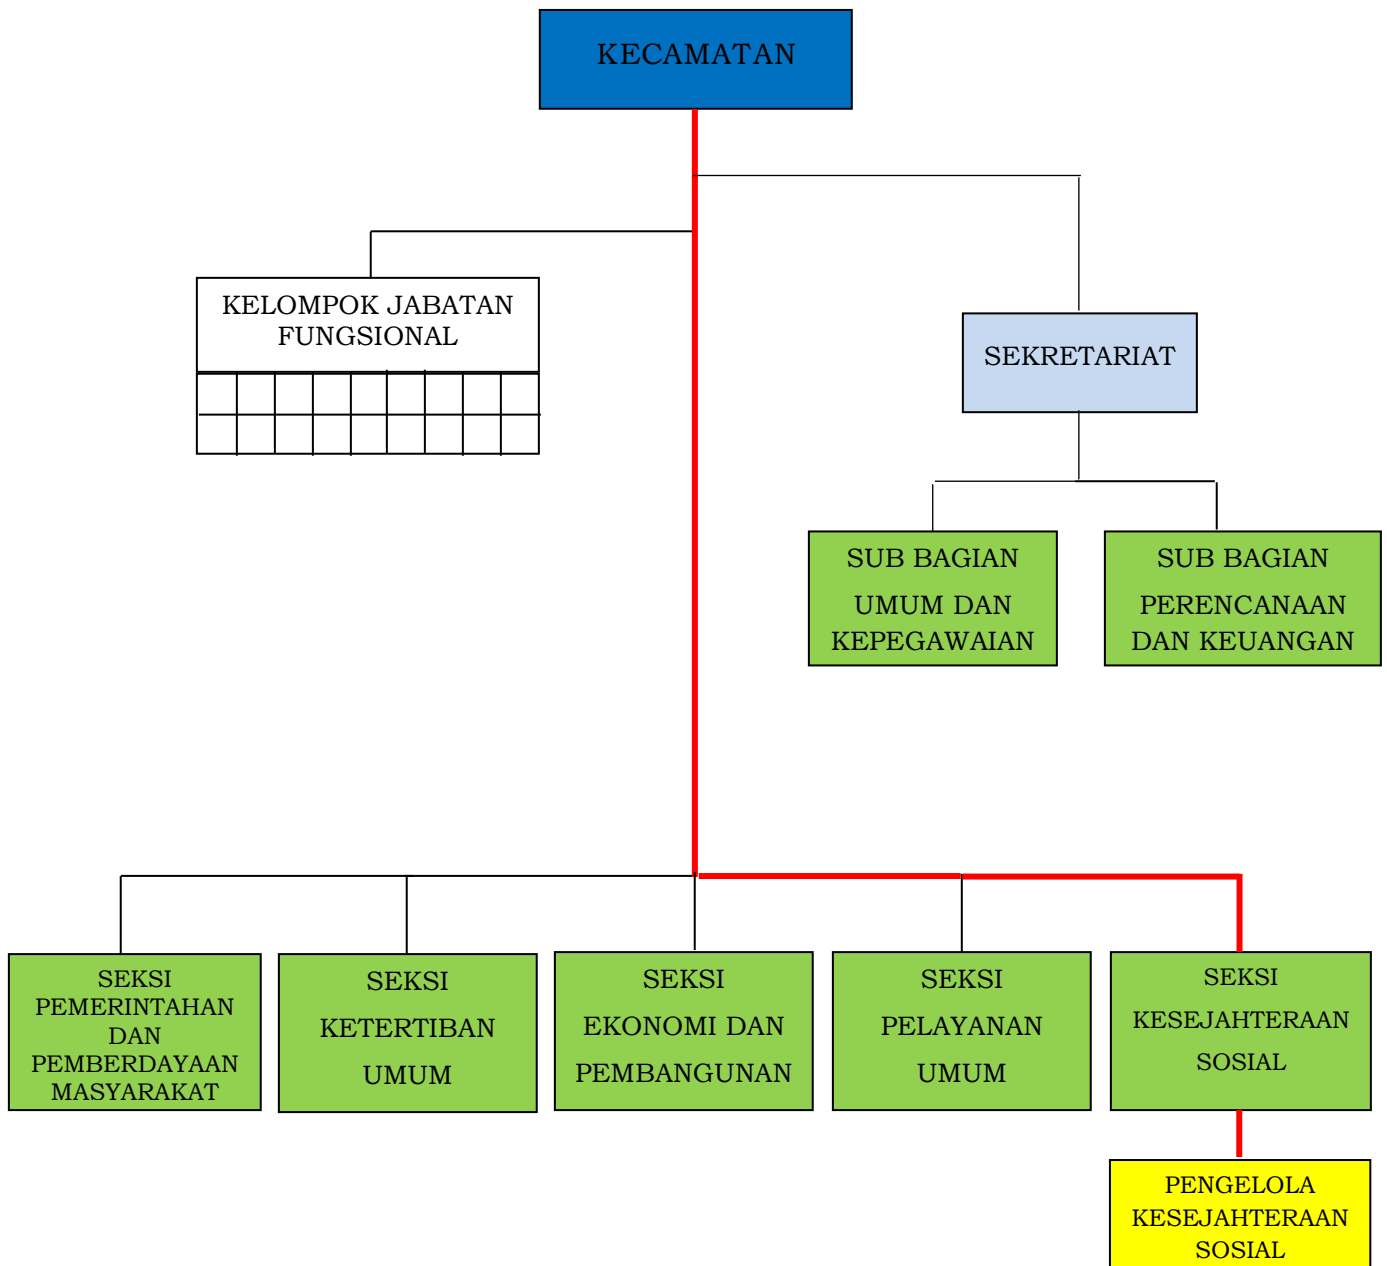 KECAMATAN
KELOMPOK JABATAN
FUNGSIONAL
SEKRETARIAT
SUB BAGIAN
UMUM DAN
KEPEGAWAIAN
SUB BAGIAN
PERENCANAAN
DAN KEUANGAN
SEKSI
PEMERINTAHAN
DAN
PEMBERDAYAAN
MASYARAKAT
SEKSI
KETERTIBAN
UMUM
SEKSI
EKONOMI DAN
PEMBANGUNAN
SEKSI
PELAYANAN
UMUM
SEKSI
KESEJAHTERAAN
SOSIAL
PENGELOLA
KESEJAHTERAAN
SOSIAL